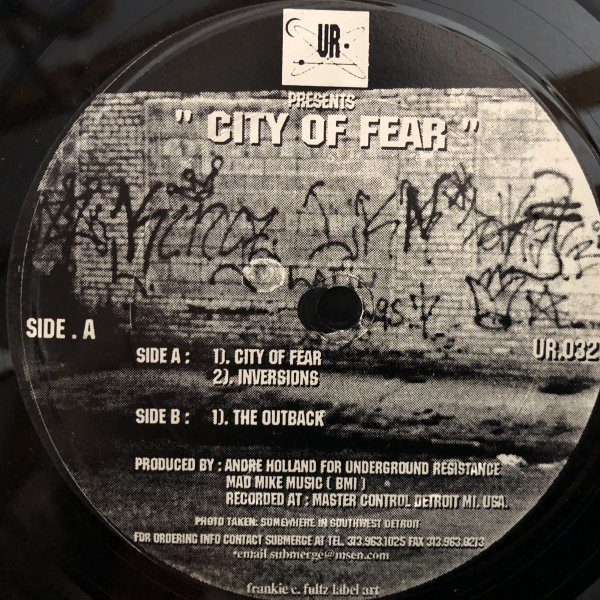 UR
PRESENTS
" CITY OF FEAR "
KINGZ
95
SIDE . A
UR.032
SIDE A : 1). CITY OF FEAR
2). INVERSIONS
SIDE B : 1). THE OUTBACK
PRODUCED BY : ANDRE HOLLAND FOR UNDERGROUND RESISTANCE
MAD MIKE MUSIC ( BMI )
RECORDED AT : MASTER CONTROL DETROIT MI. USA.
PHOTO TAKEN: SOMEWHERE IN SOUTHWEST DETROIT
FOR ORDERING INFO CONTACT SUBMERGE AT TEL. 313.963.1025 FAX 313.963.0213
*email submerge@msen.com
frankie c. fultz label art